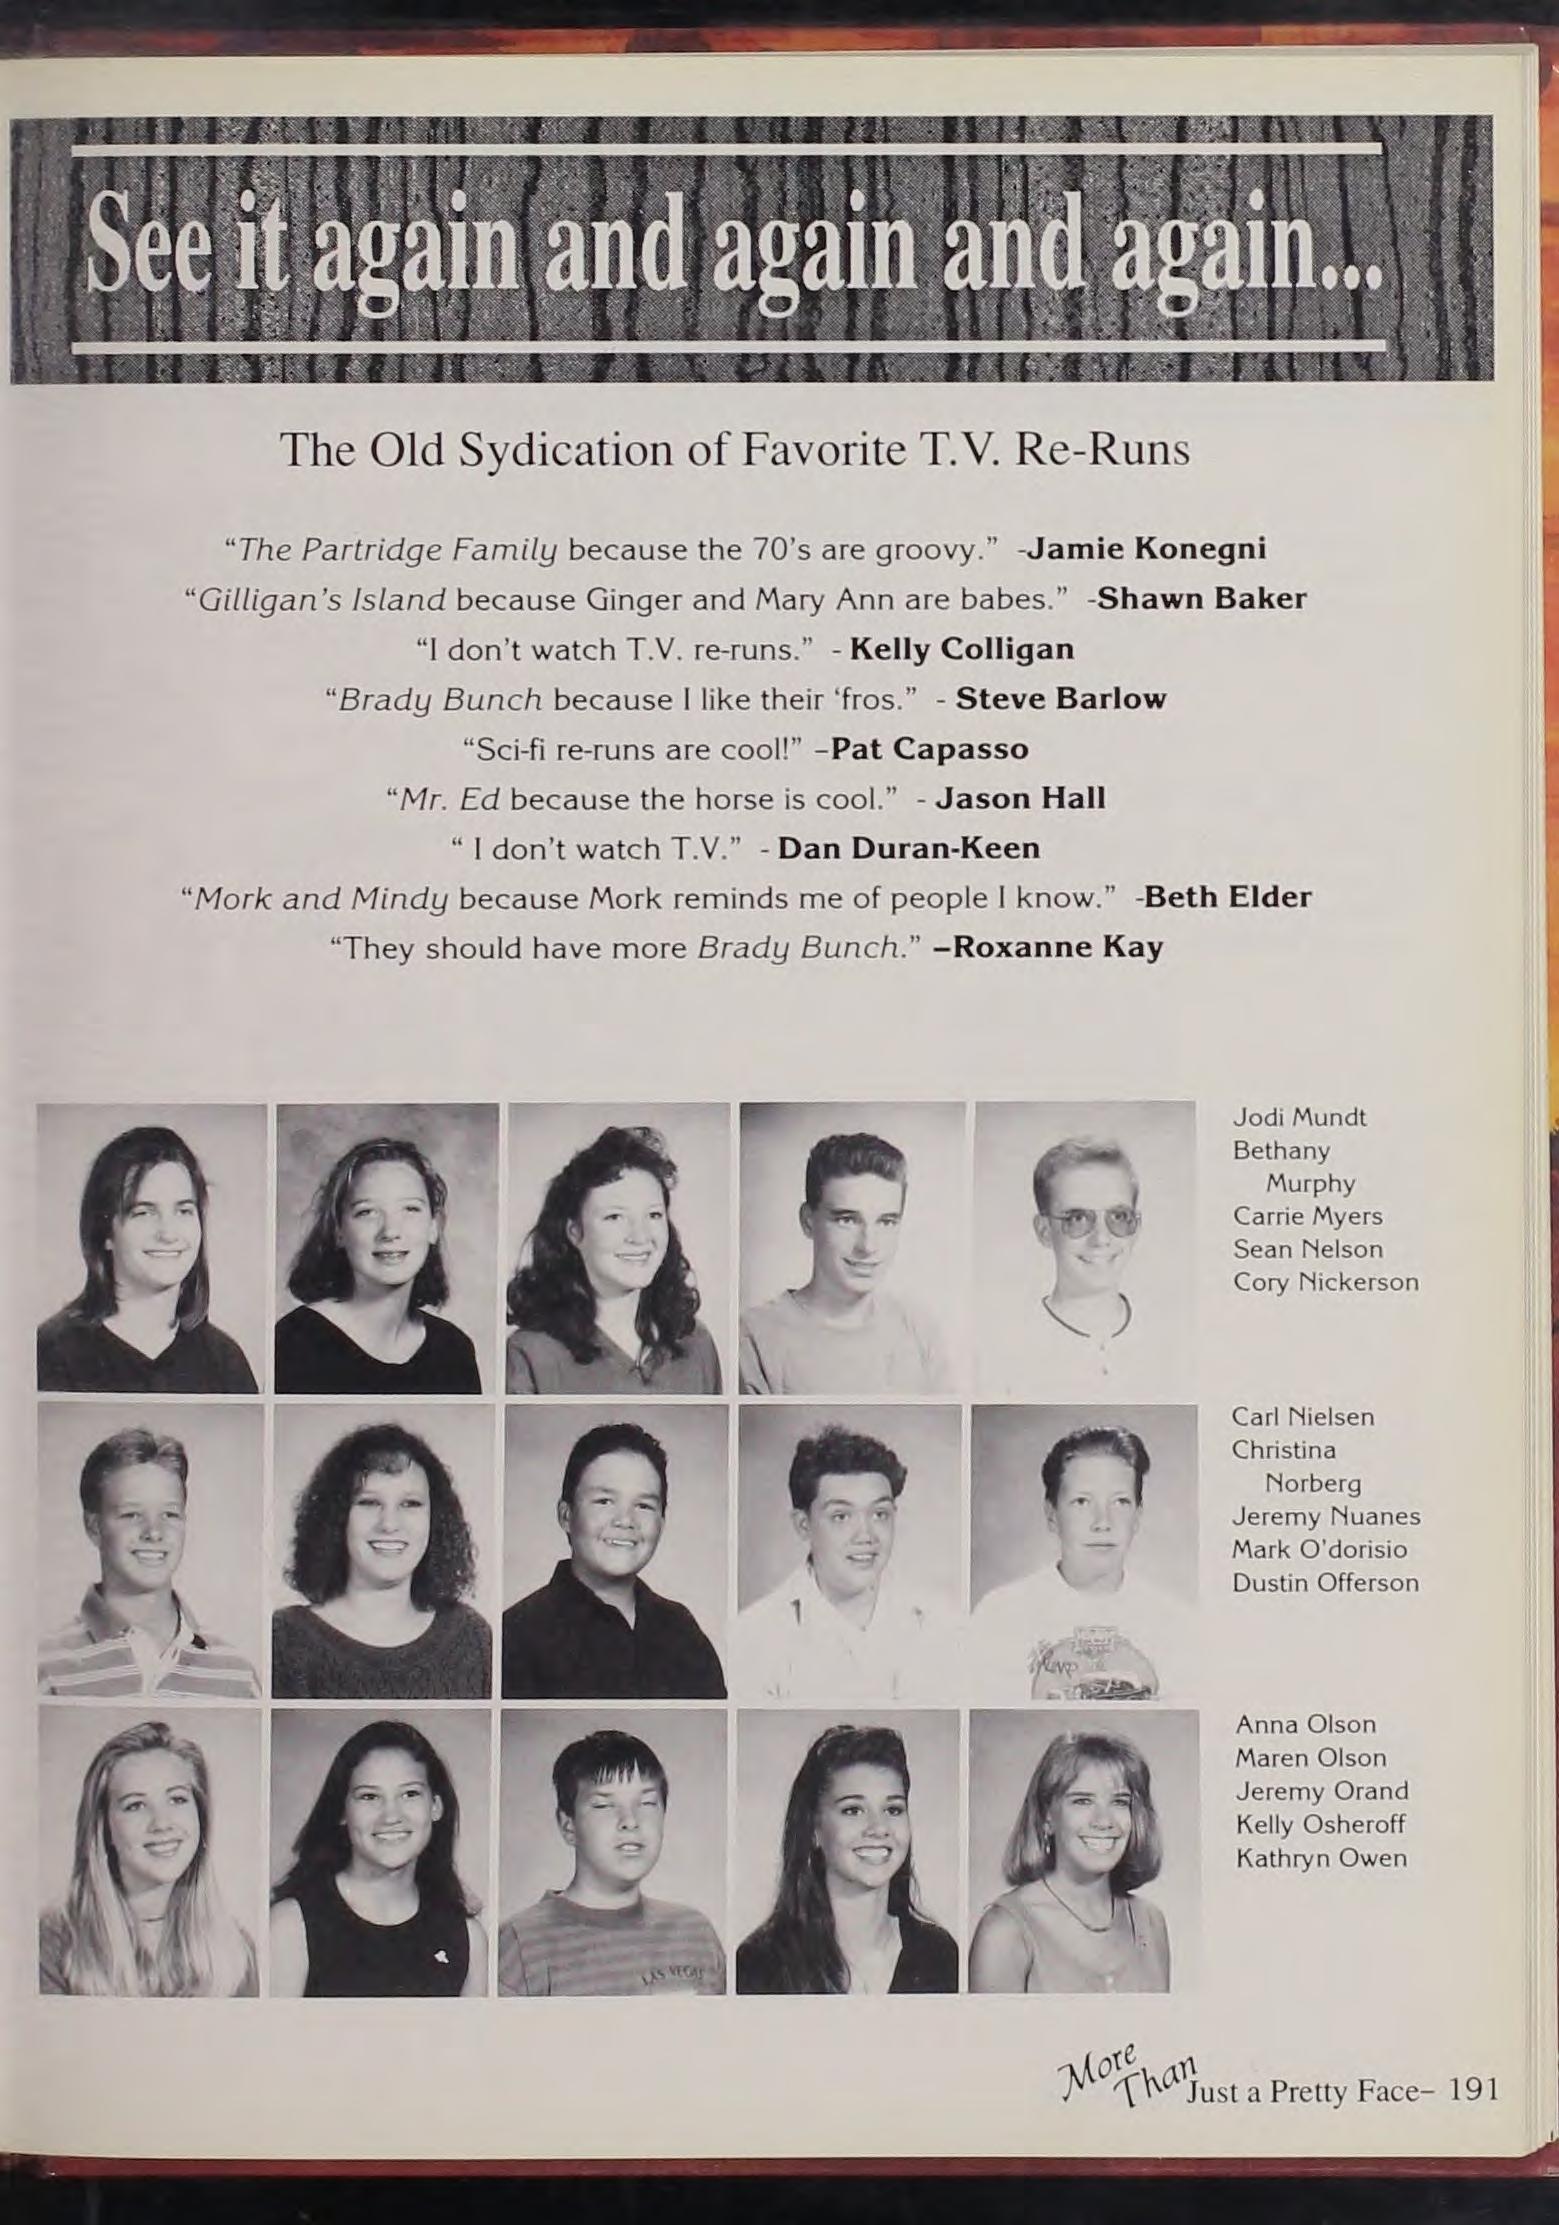 See it again and again and again...
The Old Sydication of Favorite T.V. Re-Runs
“The Partridge Family because the 70's are groovy.” -Jamie Konegni
“Gilligan's Island because Ginger and Mary Ann are babes.” -Shawn Baker
“I don't watch T.V. re-runs.” - Kelly Colligan
“Brady Bunch because I like their ‘fros.” - Steve Barlow
“Sci-fi re-runs are cool!” –Pat Capasso
“Mr. Ed because the horse is cool.” - Jason Hall
“ I don't watch T.V.” - Dan Duran-Keen
“Mork and Mindy because Mork reminds me of people I know.” -Beth Elder
“They should have more Brady Bunch.” –Roxanne Kay
Jodi Mundt
Bethany
Murphy
Carrie Myers
Sean Nelson
Cory Nickerson
Carl Nielsen
Christina
Norberg
Jeremy Nuanes
Mark O'dorisio
Dustin Offerson
Anna Olson
Maren Olson
Jeremy Orand
Kelly Osheroff
Kathryn Owen
LAS VEGAS
More
Than
Just a Pretty Face– 191